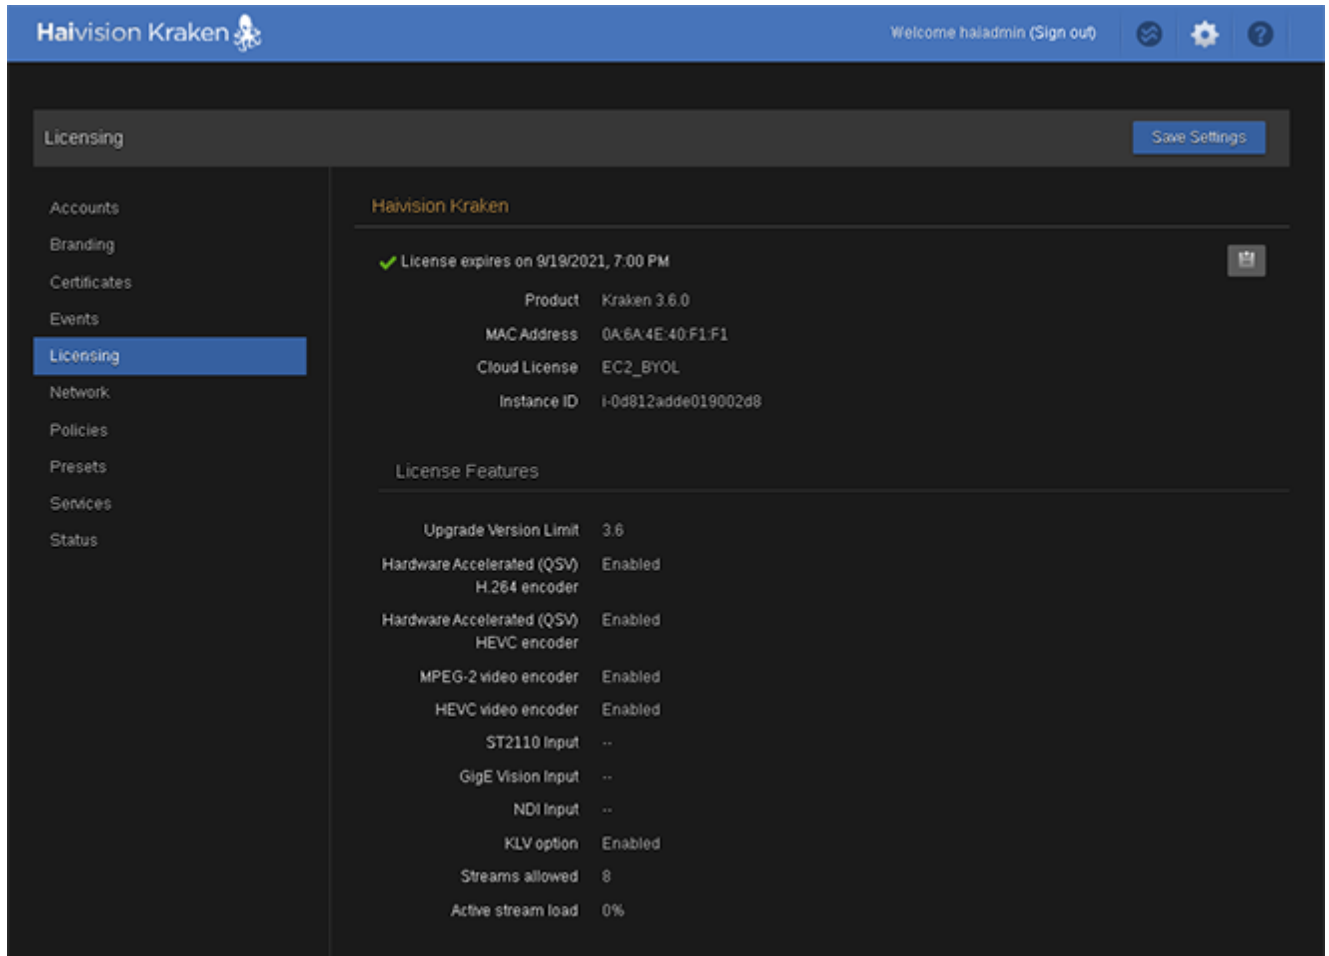 Haivision Kraken
Welcome haiadmin (Sign out)
?
Licensing
Save Settings
Accounts
Branding
Certificates
Events
Licensing
Network
Policies
Presets
Services
Status
Haivision Kraken
License expires on 9/19/2021, 7:00 PM
Product Kraken 3.6.0
MAC Address 0A:6A:4E:40:F1:F1
Cloud License EC2_BYOL
Instance ID i-0d812adde019002d8
License Features
Upgrade Version Limit 3.6
Hardware Accelerated (QSV) Enabled
H.264 encoder
Hardware Accelerated (QSV) Enabled
HEVC encoder
MPEG-2 video encoder Enabled
HEVC video encoder Enabled
ST2110 Input --
GigE Vision Input --
NDI Input --
KLV option Enabled
Streams allowed 8
Active stream load 0%